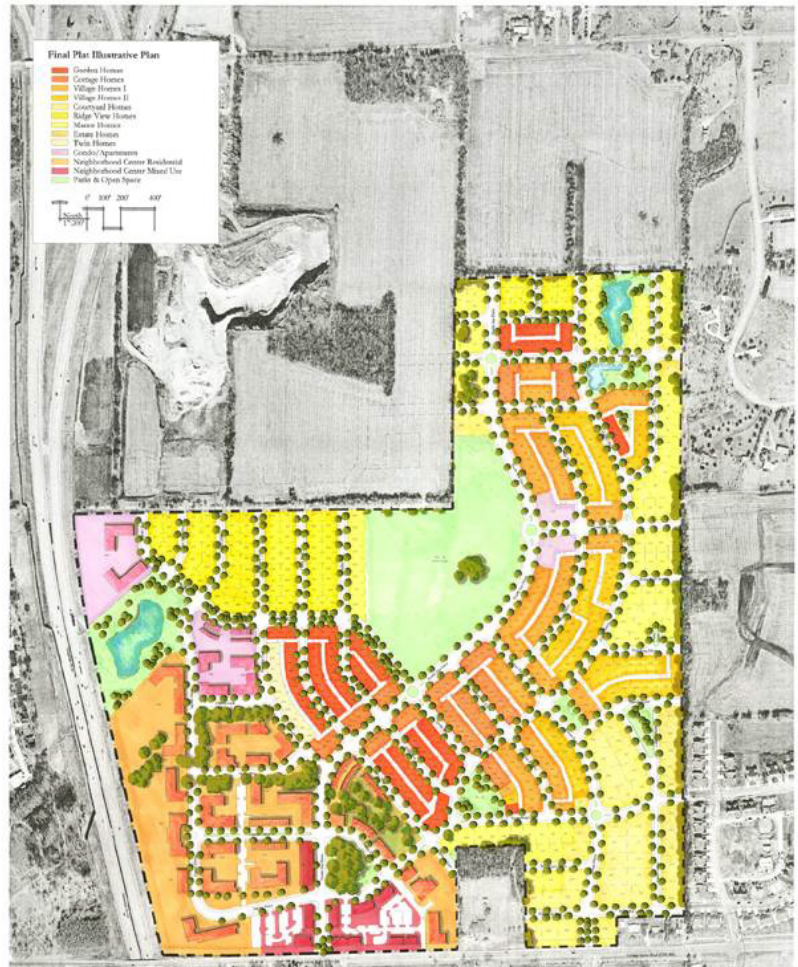 Final Plat Illustrative Plan
Garden Homes
Cottage Homes
Village Homes I
Village Homes II
Courtyard Homes
Ridge View Homes
Manor Homes
Estate Homes
Twin Homes
Condo/Apartments
Neighborhood Center Residential
Neighborhood Center Mixed Use
Parks & Open Space
0' 100' 200' 400'
North
1"=200'